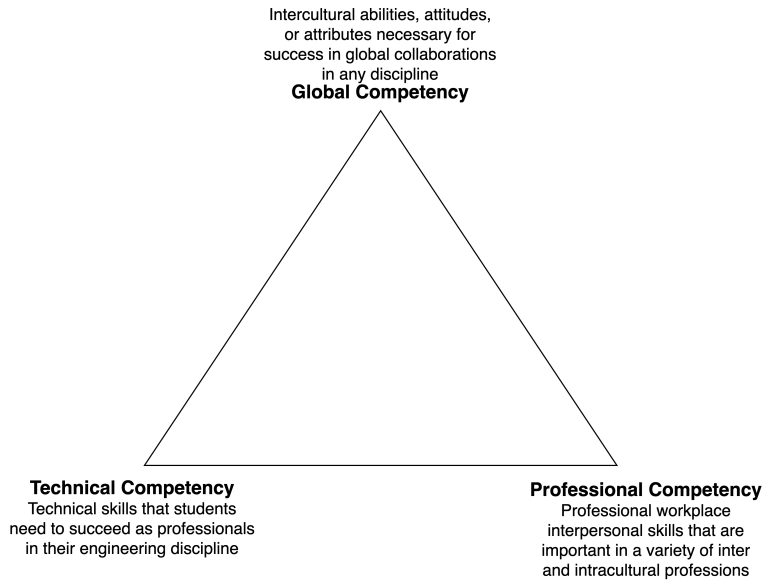 Intercultural abilities, attitudes,
or attributes necessary for
success in global collaborations
in any discipline
Global Competency
Technical Competency
Technical skills that students
need to succeed as professionals
in their engineering discipline
Professional Competency
Professional workplace
interpersonal skills that are
important in a variety of inter
and intracultural professions